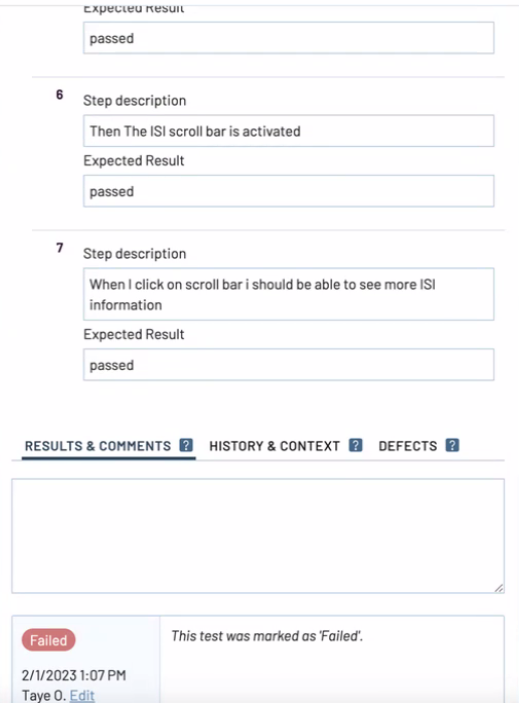 Expected Result
passed
6
Step description
Then The ISI scroll bar is activated
Expected Result
passed
7
Step description
When I click on scroll bar i should be able to see more ISI
information
Expected Result
passed
RESULTS & COMMENTS ? HISTORY & CONTEXT ? DEFECTS ?
Failed
This test was marked as 'Failed'.
2/1/2023 1:07 PM
Taye O. Edit